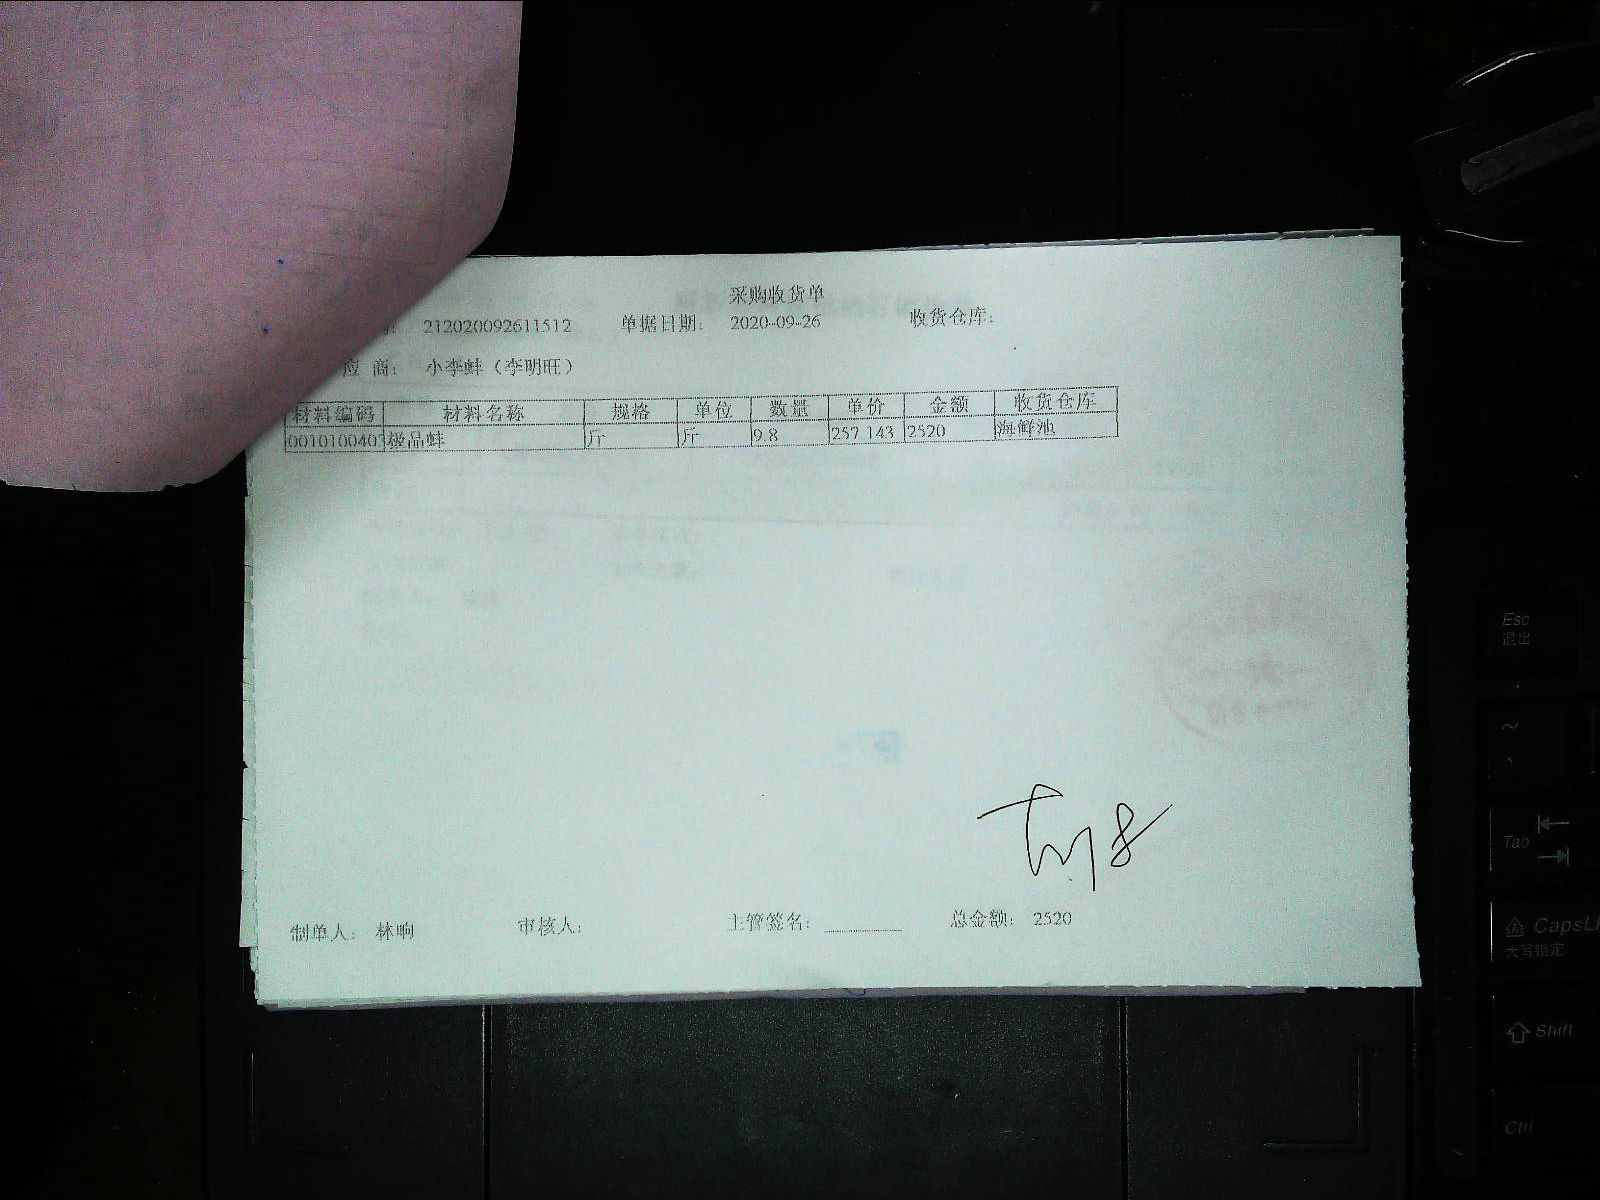 采购收货单
: 212020092611512 单据日期: 2020-09-26 收货仓库:
应 商: 小李蚌（李明旺）
材料编码 材料名称 规格 单位 数量 单价 金额 收货仓库
0010100403 极品蚌 斤 斤 9.8 257.143 2520 海鲜池
制单人: 林晌 审核人: 主管签名: 总金额: 2520
Esc
退出
~
Tab
CapsL
大写锁定
Shift
Ctrl